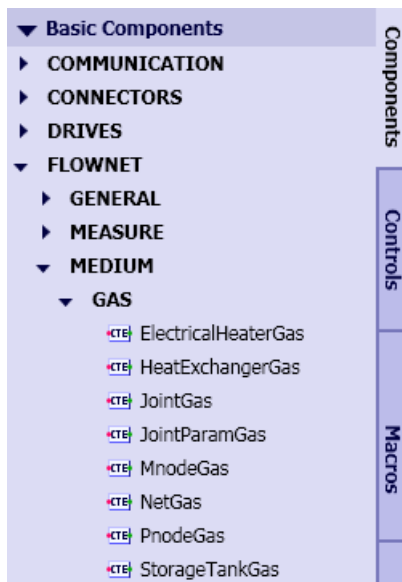 Basic Components
COMMUNICATION
CONNECTORS
DRIVES
FLOWNET
GENERAL
MEASURE
MEDIUM
GAS
CTE ElectricalHeaterGas
CTE HeatExchangerGas
CTE JointGas
CTE JointParamGas
CTE MnodeGas
CTE NetGas
CTE PnodeGas
CTE StorageTankGas
Components
Controls
Macros